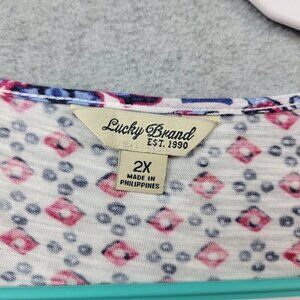 Lucky Brand
EST. 1990
2X
MADE IN
PHILIPPINES